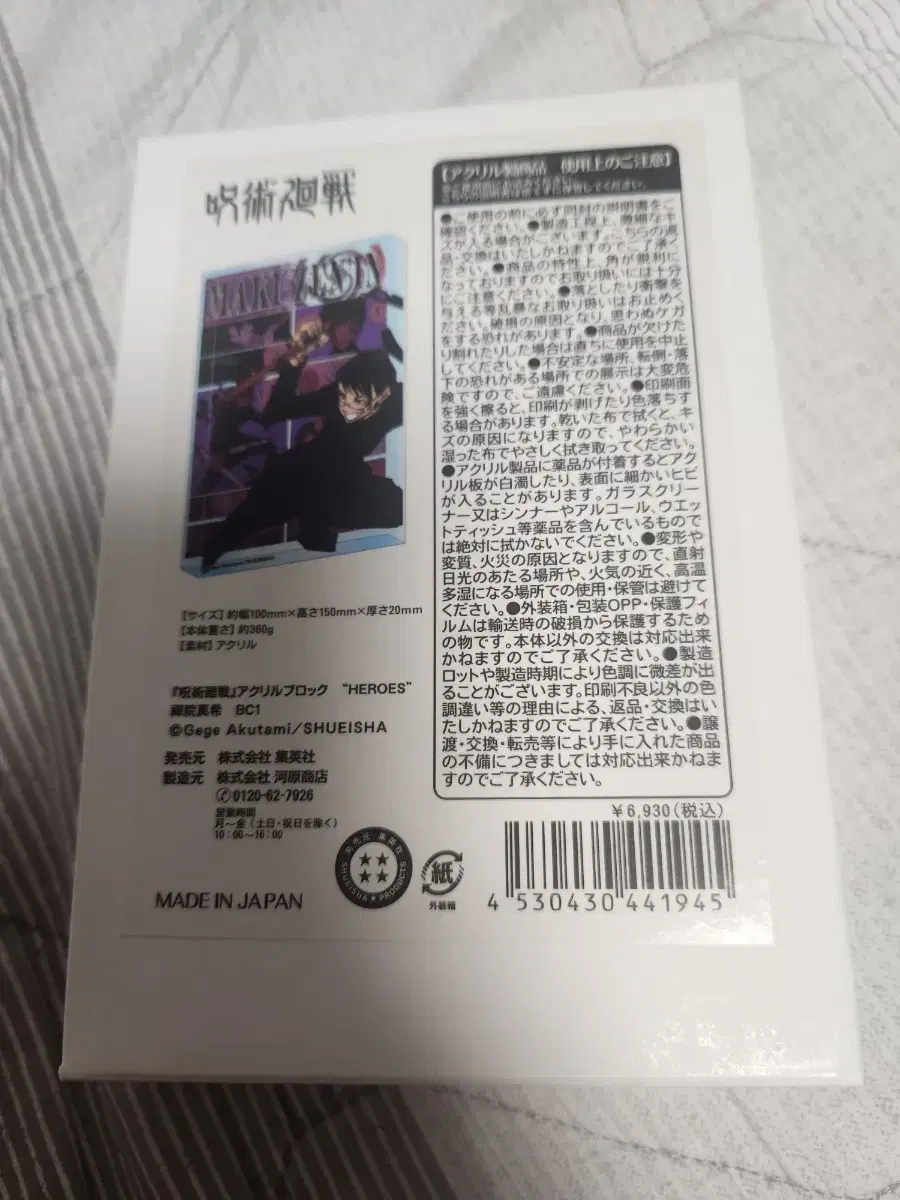 呪術廻戦
MAKI ZENIN
【サイズ】約幅100mm×高さ150mm×厚さ20mm
【本体重さ】約360g
【素材】アクリル
『呪術廻戦』アクリルブロック “HEROES”
禪院真希 BC1
©Gege Akutami/SHUEISHA
発売元 株式会社 集英社
製造元 株式会社 河原商店
0120-62-7926
営業時間
月～金（土日・祝日を除く）
10:00～16:00
MADE IN JAPAN
発売元/集英社
SHUEISHA PRODUCTS
紙
外装箱
【アクリル製商品 使用上のご注意】
●ご使用の前に必ず同封の説明書をご
確認ください。●製造工程上、微細なキ
ズが入る場合がございます。こちらの返
品・交換はいたしかねますのでご了承く
ださい。●商品の特性上、角が鋭利に
なっておりますのでお取り扱いには十分
にご注意ください。●落としたり衝撃を
与える等乱暴なお取り扱いはお止めく
ださい。破損の原因となり、思わぬケガ
をする恐れがあります。●商品が欠けた
り割れたりした場合は直ちに使用を中止
してください。●不安定な場所、転倒・落
下の恐れがある場所での展示は大変危
険ですので、ご遠慮ください。●印刷面
を強く擦ると、印刷が剥げたり色落ちす
る場合があります。乾いた布で拭くと、キ
ズの原因になりますので、やわらかい
湿った布でやさしく拭き取ってください。
●アクリル製品に薬品が付着するとアク
リル板が白濁したり、表面に細かいヒビ
が入ることがあります。ガラスクリー
ナー又はシンナーやアルコール、ウエッ
トティッシュ等薬品を含んでいるもので
は絶対に拭かないでください。●変形や
変質、火災の原因となりますので、直射
日光のあたる場所や、火気の近く、高温
多湿になる場所での使用・保管は避けて
ください。●外装箱・包装OPP・保護フィ
ルムは輸送時の破損から保護するため
の物です。本体以外の交換は対応出来
かねますのでご了承ください。●製造
ロットや製造時期により色調に微差が出
ることがございます。印刷不良以外の色
調違い等の理由による、返品・交換はい
たしかねますのでご了承ください。●譲
渡・交換・転売等により手に入れた商品
の不備につきましては対応出来かねま
すのでご了承ください。
￥6,930（税込）
4 530430 441945